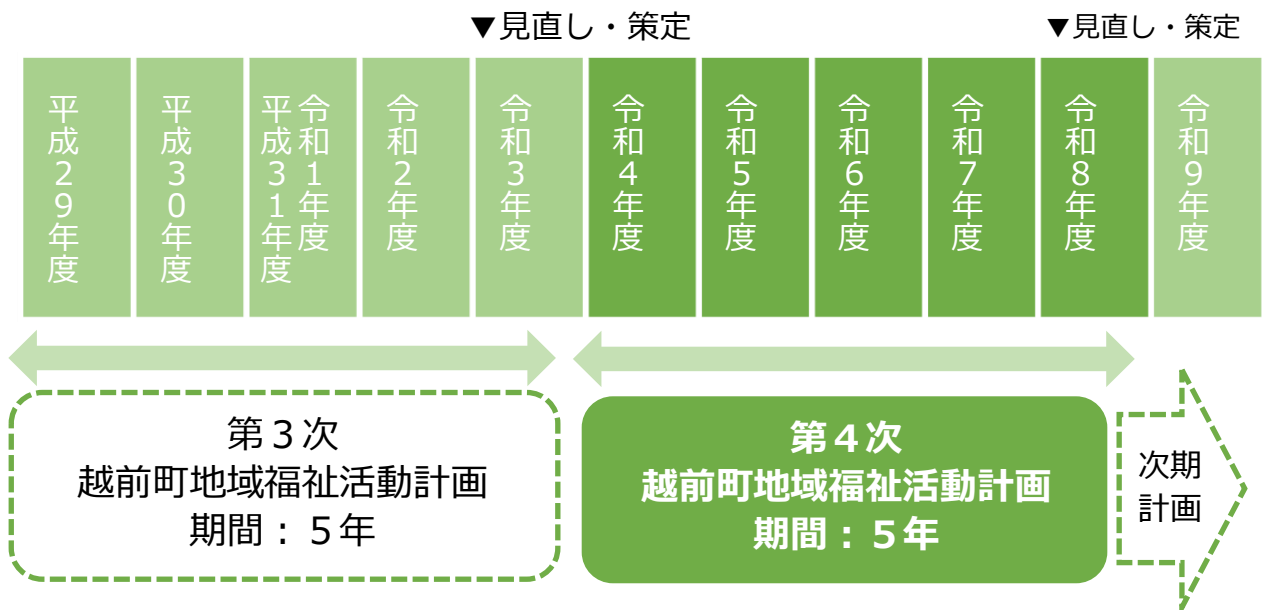 ▼見直し・策定
▼見直し・策定
平成29年度
平成30年度
令和1年度
平成31年度
令和2年度
令和3年度
令和4年度
令和5年度
令和6年度
令和7年度
令和8年度
令和9年度
第3次
越前町地域福祉活動計画
期間：5年
第4次
越前町地域福祉活動計画
期間：5年
次期
計画